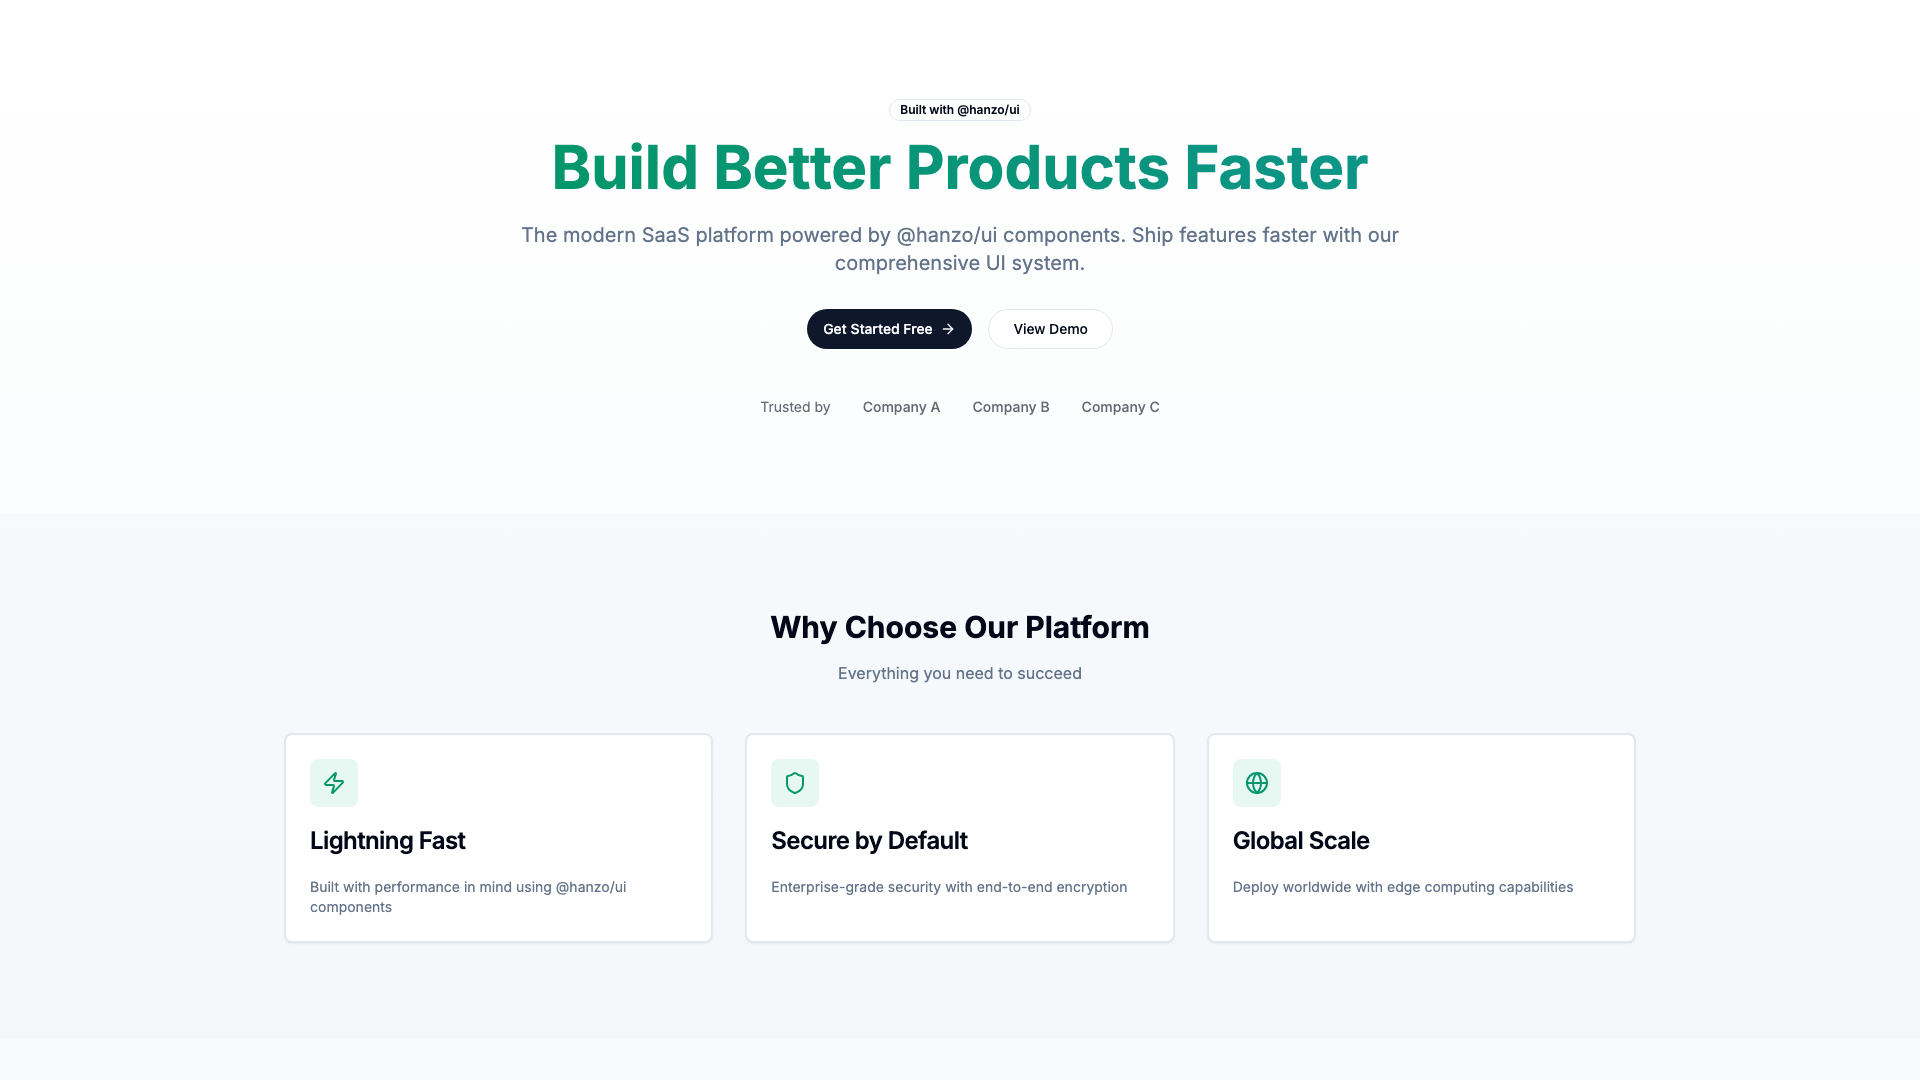 Built with @hanzo/ui
Build Better Products Faster
The modern SaaS platform powered by @hanzo/ui components. Ship features faster with our
comprehensive UI system.
Get Started Free
View Demo
Trusted by
Company A
Company B
Company C
Why Choose Our Platform
Everything you need to succeed
Lightning Fast
Built with performance in mind using @hanzo/ui
components
Secure by Default
Enterprise-grade security with end-to-end encryption
Global Scale
Deploy worldwide with edge computing capabilities